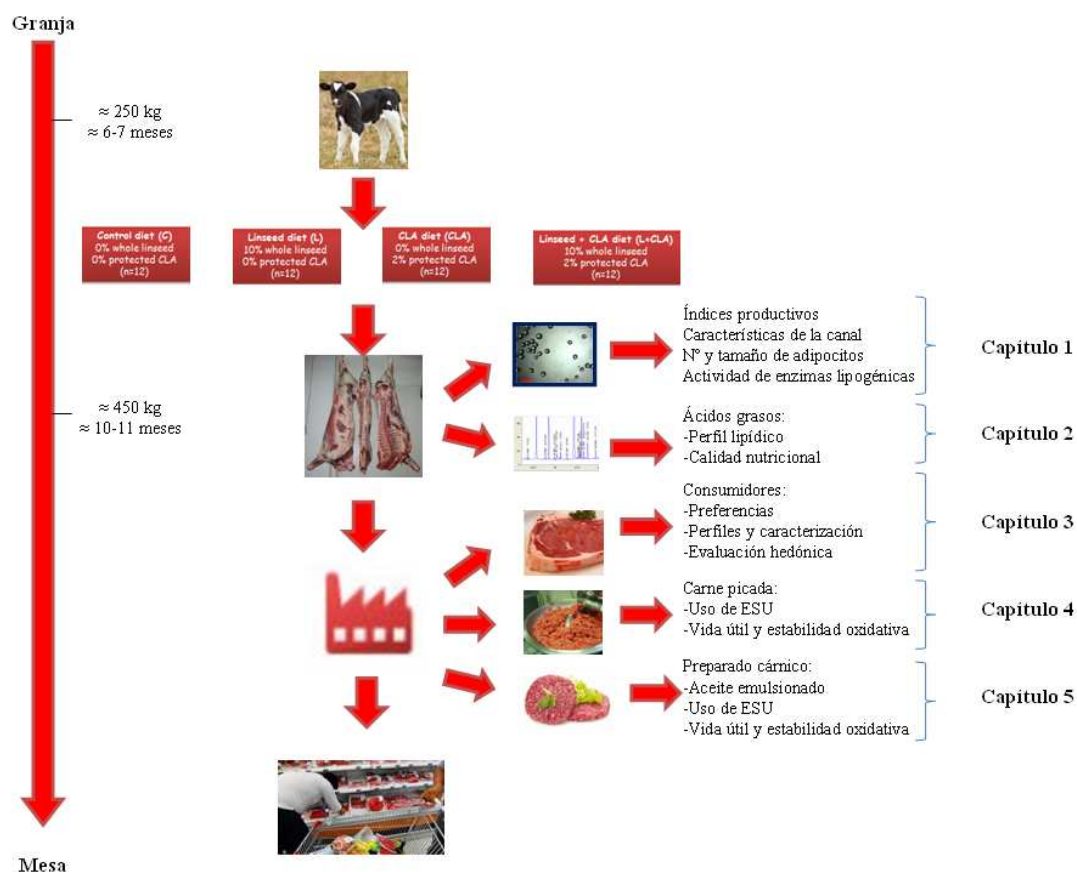 Granja
≈ 250 kg
≈ 6-7 meses
Control diet (C)
0% whole linseed
0% protected CLA
(n=12)
Linseed diet (L)
10% whole linseed
0% protected CLA
(n=12)
CLA diet (CLA)
0% whole linseed
2% protected CLA
(n=12)
Linseed + CLA diet (L+CLA)
10% whole linseed
2% protected CLA
(n=12)
≈ 450 kg
≈ 10-11 meses
Índices productivos
Características de la canal
Nº y tamaño de adipocitos
Actividad de enzimas lipogénicas
Capítulo 1
Ácidos grasos:
-Perfil lipídico
-Calidad nutricional
Capítulo 2
Consumidores:
-Preferencias
-Perfiles y caracterización
-Evaluación hedónica
Capítulo 3
Carne picada:
-Uso de ESU
-Vida útil y estabilidad oxidativa
Capítulo 4
Preparado cárnico:
-Aceite emulsionado
-Uso de ESU
-Vida útil y estabilidad oxidativa
Capítulo 5
Mesa